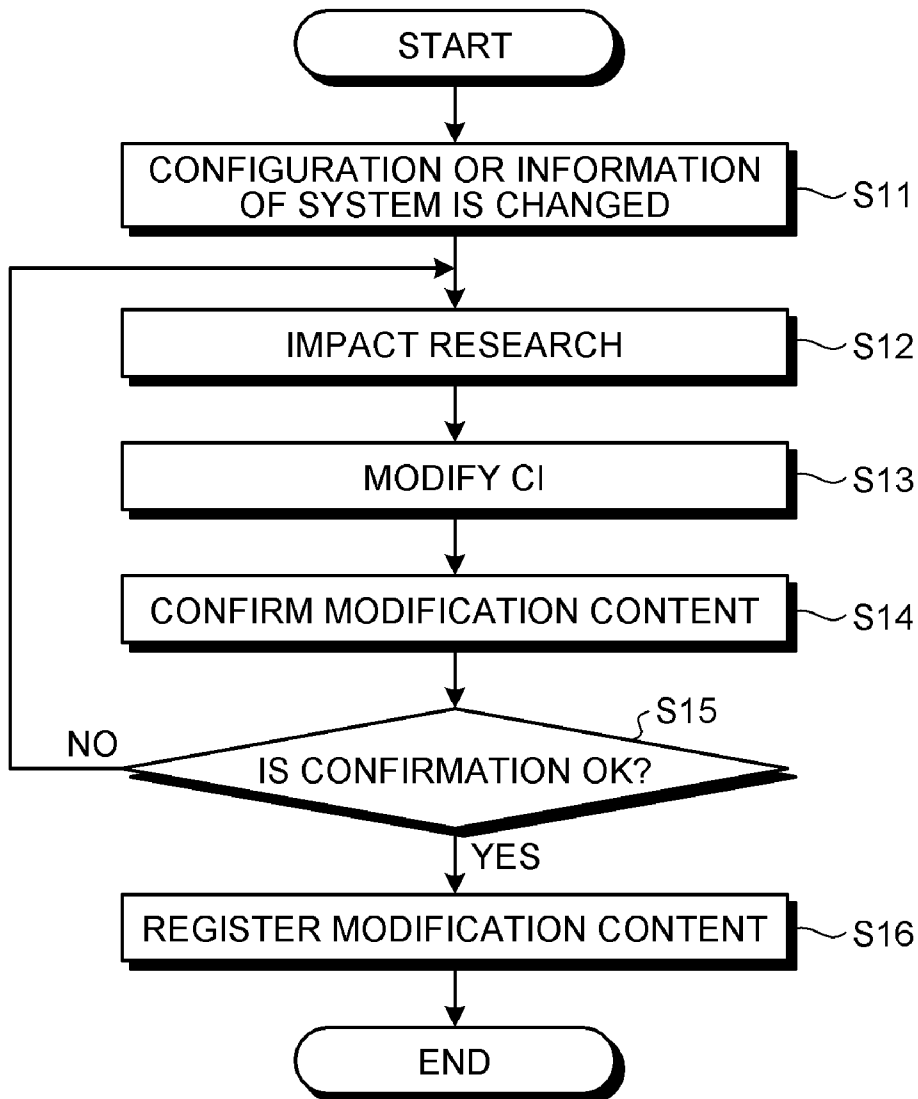 START
CONFIGURATION OR INFORMATION
OF SYSTEM IS CHANGED
S11
IMPACT RESEARCH
S12
MODIFY CI
S13
CONFIRM MODIFICATION CONTENT
S14
S15
NO
IS CONFIRMATION OK?
YES
REGISTER MODIFICATION CONTENT
S16
END